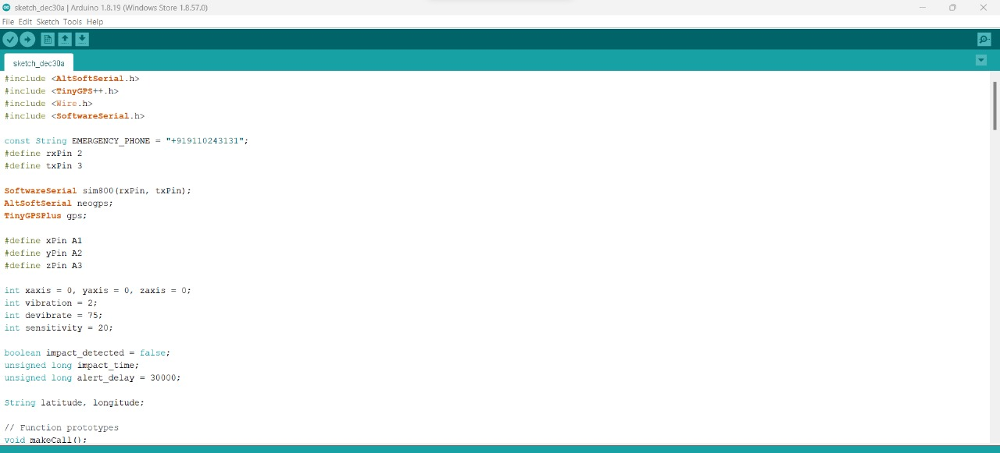 sketch_dec30a | Arduino 1.8.19 (Windows Store 1.8.57.0)
File Edit Sketch Tools Help
sketch_dec30a
#include <AltSoftSerial.h>
#include <TinyGPS++.h>
#include <Wire.h>
#include <SoftwareSerial.h>
const String EMERGENCY_PHONE = "+919110243131";
#define rxPin 2
#define txPin 3
SoftwareSerial sim800(rxPin, txPin);
AltSoftSerial neogps;
TinyGPSPlus gps;
#define xPin A1
#define yPin A2
#define zPin A3
int xaxis = 0, yaxis = 0, zaxis = 0;
int vibration = 2;
int devibrate = 75;
int sensitivity = 20;
boolean impact_detected = false;
unsigned long impact_time;
unsigned long alert_delay = 30000;
String latitude, longitude;
// Function prototypes
void makeCall();